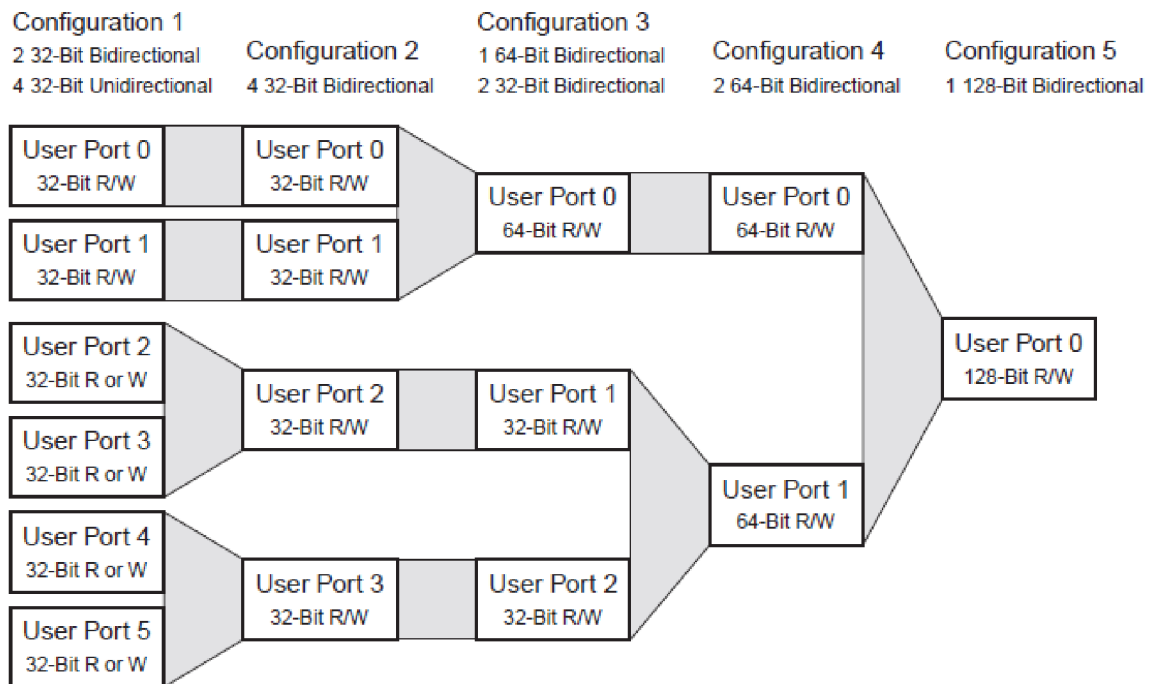 Configuration 1
2 32-Bit Bidirectional
4 32-Bit Unidirectional
Configuration 2
4 32-Bit Bidirectional
Configuration 3
1 64-Bit Bidirectional
2 32-Bit Bidirectional
Configuration 4
2 64-Bit Bidirectional
Configuration 5
1 128-Bit Bidirectional
User Port 0
32-Bit R/W
User Port 1
32-Bit R/W
User Port 2
32-Bit R or W
User Port 3
32-Bit R or W
User Port 4
32-Bit R or W
User Port 5
32-Bit R or W
User Port 0
32-Bit R/W
User Port 1
32-Bit R/W
User Port 2
32-Bit R/W
User Port 3
32-Bit R/W
User Port 0
64-Bit R/W
User Port 1
32-Bit R/W
User Port 2
32-Bit R/W
User Port 0
64-Bit R/W
User Port 1
64-Bit R/W
User Port 0
128-Bit R/W